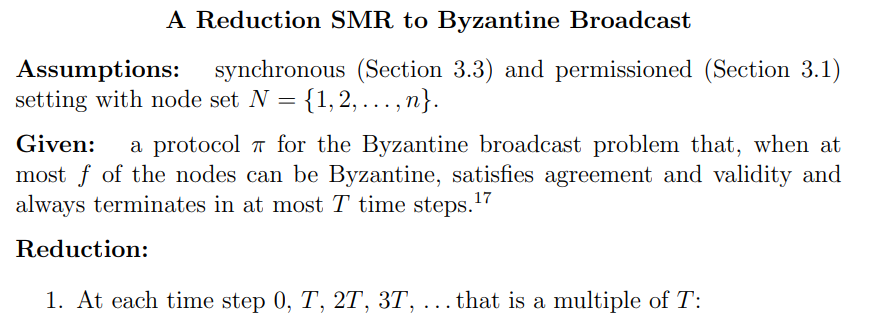 A Reduction SMR to Byzantine Broadcast
Assumptions: synchronous (Section 3.3) and permissioned (Section 3.1)
setting with node set N = {1, 2, . . . , n}.
Given: a protocol π for the Byzantine broadcast problem that, when at
most f of the nodes can be Byzantine, satisfies agreement and validity and
always terminates in at most T time steps.17
Reduction:
1. At each time step 0, T, 2T, 3T, . . . that is a multiple of T: